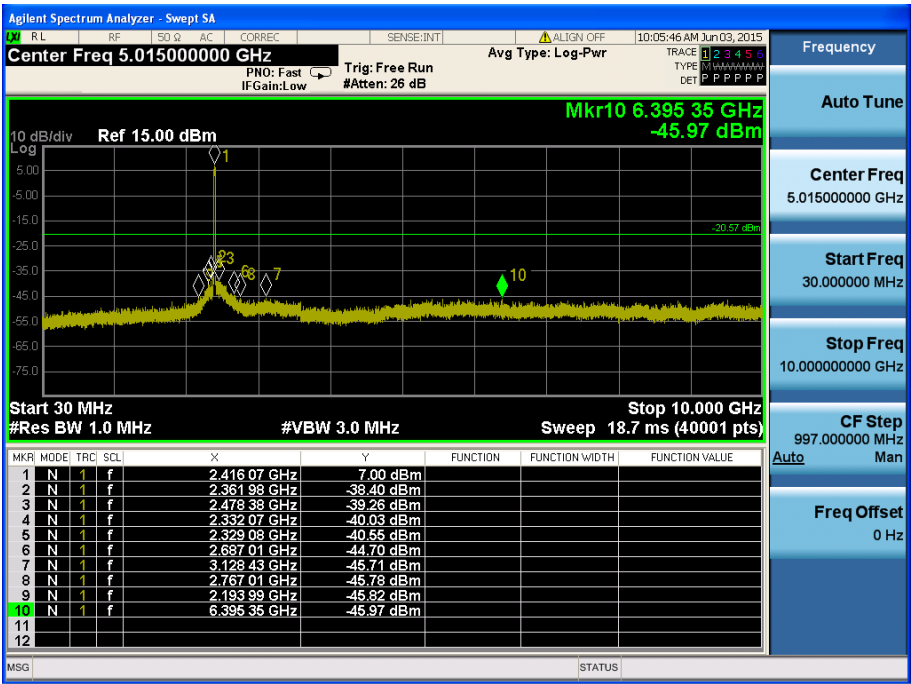 Agilent Spectrum Analyzer - Swept SA
LXI RL RF 50 Ω AC CORREC SENSE:INT ALIGN OFF 10:05:46 AM Jun 03, 2015
Center Freq 5.015000000 GHz
PNO: Fast
IFGain:Low
Trig: Free Run
#Atten: 26 dB
Avg Type: Log-Pwr
TRACE 1 2 3 4 5 6
TYPE M
DET P P P P P P
Mkr10 6.395 35 GHz
-45.97 dBm
10 dB/div Ref 15.00 dBm
Log
5.00
-5.00
-15.0
-25.0
-35.0
-45.0
-55.0
-65.0
-75.0
1
-20.57 dBm
23
68
7
10
Start 30 MHz Stop 10.000 GHz
#Res BW 1.0 MHz #VBW 3.0 MHz Sweep 18.7 ms (40001 pts)
MKR MODE TRC SCL X Y FUNCTION FUNCTION WIDTH FUNCTION VALUE
1 N 1 f 2.416 07 GHz 7.00 dBm
2 N 1 f 2.361 98 GHz -38.40 dBm
3 N 1 f 2.478 38 GHz -39.26 dBm
4 N 1 f 2.332 07 GHz -40.03 dBm
5 N 1 f 2.329 08 GHz -40.55 dBm
6 N 1 f 2.687 01 GHz -44.70 dBm
7 N 1 f 3.128 43 GHz -45.71 dBm
8 N 1 f 2.767 01 GHz -45.78 dBm
9 N 1 f 2.193 99 GHz -45.82 dBm
10 N 1 f 6.395 35 GHz -45.97 dBm
11
12
MSG STATUS
Frequency
Auto Tune
Center Freq
5.015000000 GHz
Start Freq
30.000000 MHz
Stop Freq
10.000000000 GHz
CF Step
997.000000 MHz
Auto Man
Freq Offset
0 Hz